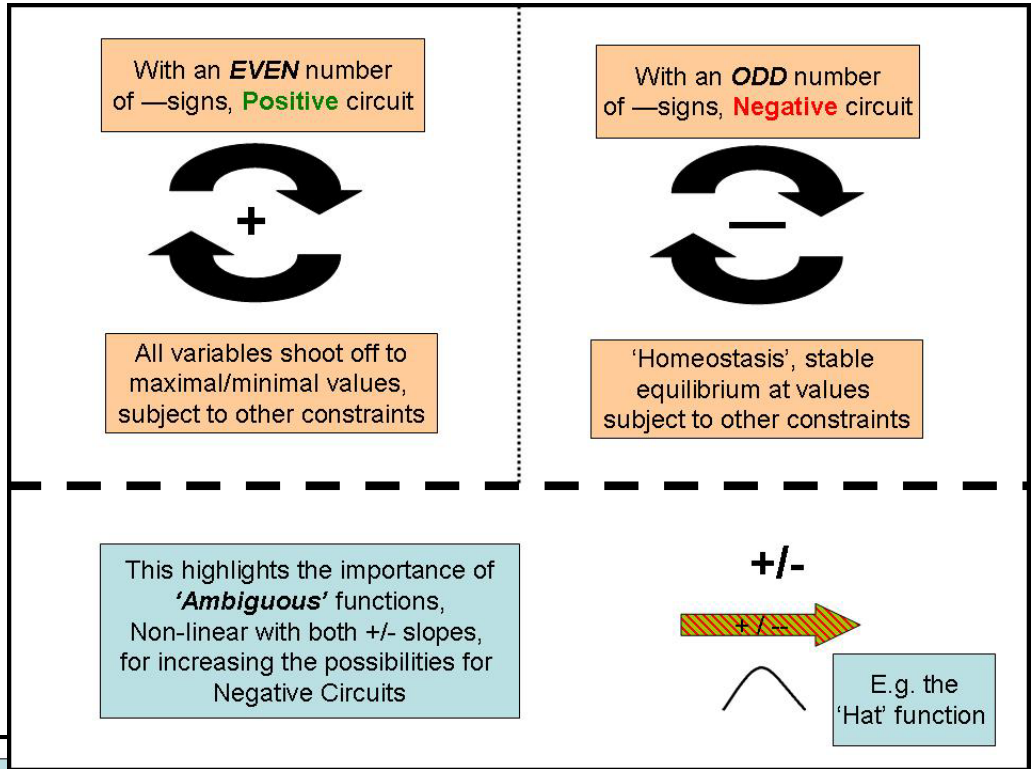 With an EVEN number
of —signs, Positive circuit
+
All variables shoot off to
maximal/minimal values,
subject to other constraints
With an ODD number
of —signs, Negative circuit
—
‘Homeostasis’, stable
equilibrium at values
subject to other constraints
This highlights the importance of
‘Ambiguous’ functions,
Non-linear with both +/- slopes,
for increasing the possibilities for
Negative Circuits
+/-
+ / --
E.g. the
‘Hat’ function